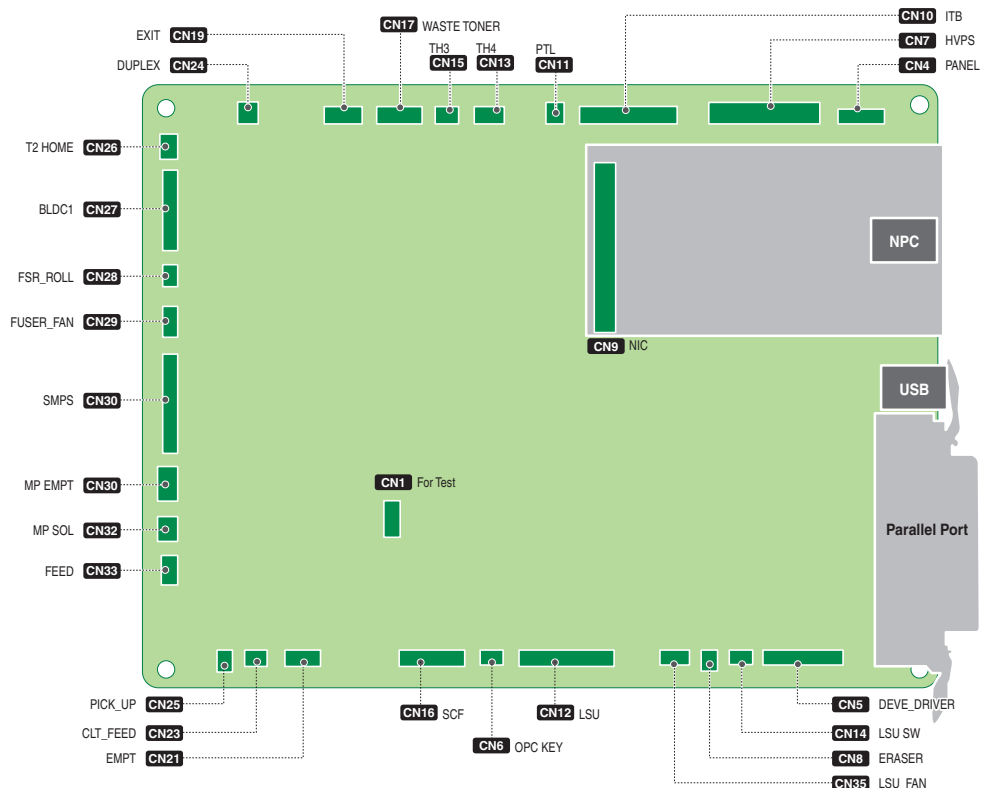 CN17 WASTE TONER
CN10 ITB
EXIT CN19
TH3
CN15
TH4
CN13
PTL
CN11
CN7 HVPS
DUPLEX CN24
CN4 PANEL
T2 HOME CN26
BLDC1 CN27
NPC
FSR_ROLL CN28
FUSER_FAN CN29
CN9 NIC
USB
SMPS CN30
MP EMPT CN30
CN1 For Test
MP SOL CN32
Parallel Port
FEED CN33
PICK_UP CN25
CN16 SCF
CN12 LSU
CN5 DEVE_DRIVER
CLT_FEED CN23
CN6 OPC KEY
CN14 LSU SW
EMPT CN21
CN8 ERASER
CN35 LSU_FAN